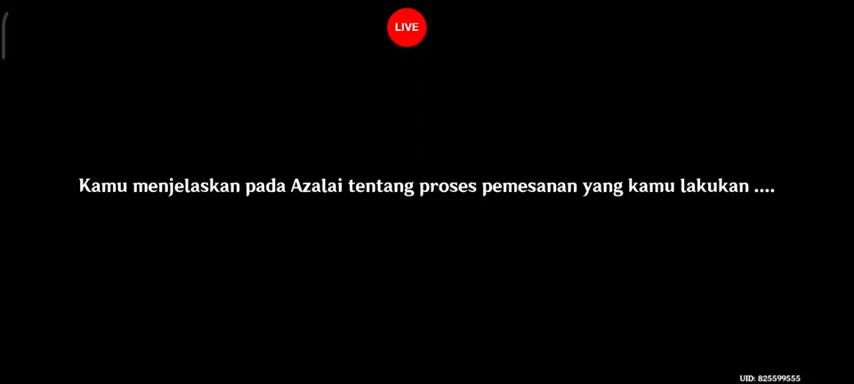 LIVE
Kamu menjelaskan pada Azalai tentang proses pemesanan yang kamu lakukan ....
UID: 825599555